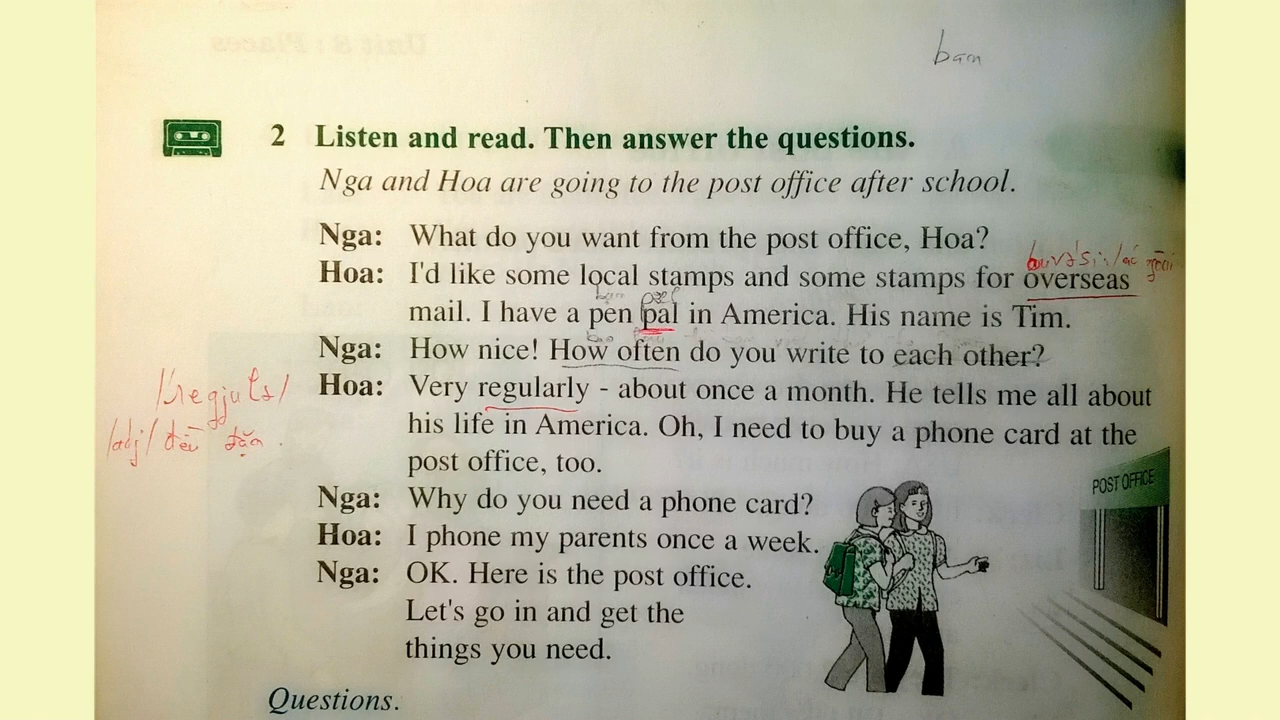 bạn
2 Listen and read. Then answer the questions.
Nga and Hoa are going to the post office after school.
Nga: What do you want from the post office, Hoa?
Hoa: I'd like some local stamps and some stamps for overseas
mail. I have a pen pal in America. His name is Tim.
Nga: How nice! How often do you write to each other?
Hoa: Very regularly - about once a month. He tells me all about
his life in America. Oh, I need to buy a phone card at the
/adj/ đều đặn.
post office, too.
POST OFFICE
Nga: Why do you need a phone card?
Hoa: I phone my parents once a week.
Nga: OK. Here is the post office.
Let's go in and get the
things you need.
Questions.